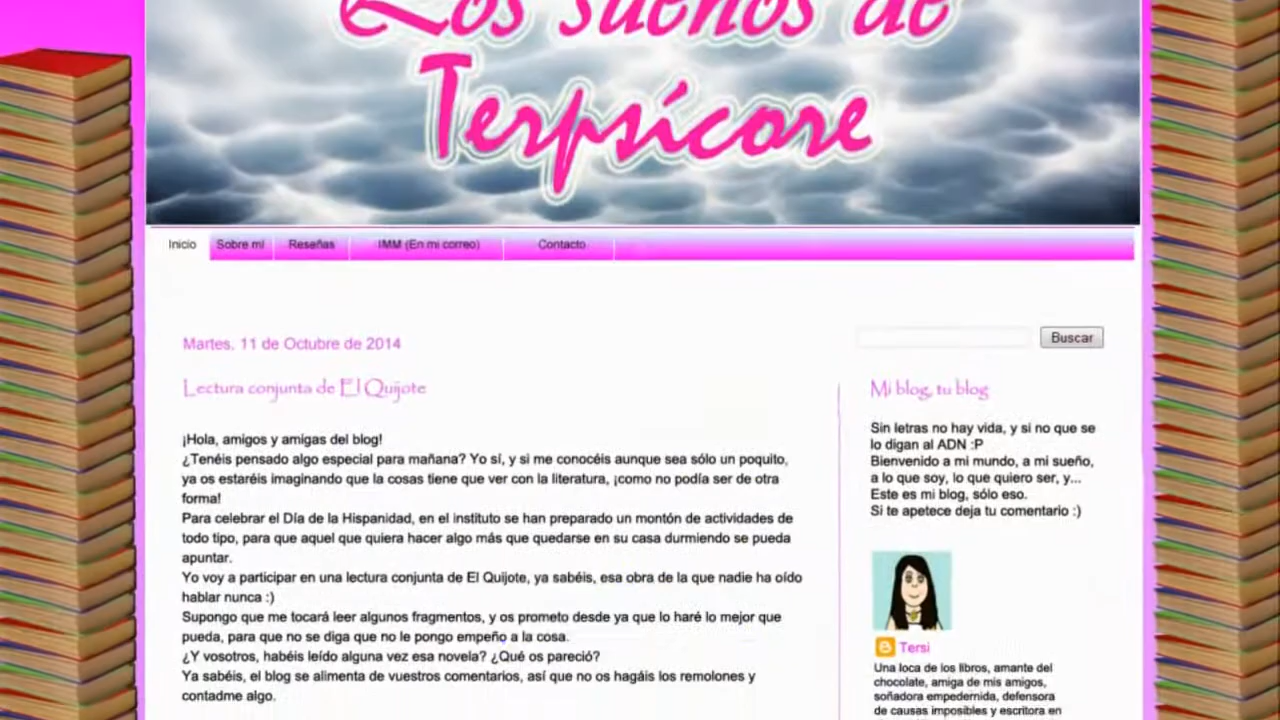 Los sueños de
Terpsícore
Inicio
Sobre mí
Reseñas
IMM (En mi correo)
Contacto
Martes, 11 de Octubre de 2014
Lectura conjunta de El Quijote
¡Hola, amigos y amigas del blog!
¿Tenéis pensado algo especial para mañana? Yo sí, y si me conocéis aunque sea sólo un poquito,
ya os estaréis imaginando que la cosas tiene que ver con la literatura, ¡como no podía ser de otra
forma!
Para celebrar el Día de la Hispanidad, en el instituto se han preparado un montón de actividades de
todo tipo, para que aquel que quiera hacer algo más que quedarse en su casa durmiendo se pueda
apuntar.
Yo voy a participar en una lectura conjunta de El Quijote, ya sabéis, esa obra de la que nadie ha oído
hablar nunca :)
Supongo que me tocará leer algunos fragmentos, y os prometo desde ya que lo haré lo mejor que
pueda, para que no se diga que no le pongo empeño a la cosa.
¿Y vosotros, habéis leído alguna vez esa novela? ¿Qué os pareció?
Ya sabéis, el blog se alimenta de vuestros comentarios, así que no os hagáis los remolones y
contadme algo.
Buscar
Mi blog, tu blog
Sin letras no hay vida, y si no que se
lo digan al ADN :P
Bienvenido a mi mundo, a mi sueño,
a lo que soy, lo que quiero ser, y...
Este es mi blog, sólo eso.
Si te apetece deja tu comentario :)
Tersi
Una loca de los libros, amante del
chocolate, amiga de mis amigos,
soñadora empedernida, defensora
de causas imposibles y escritora en